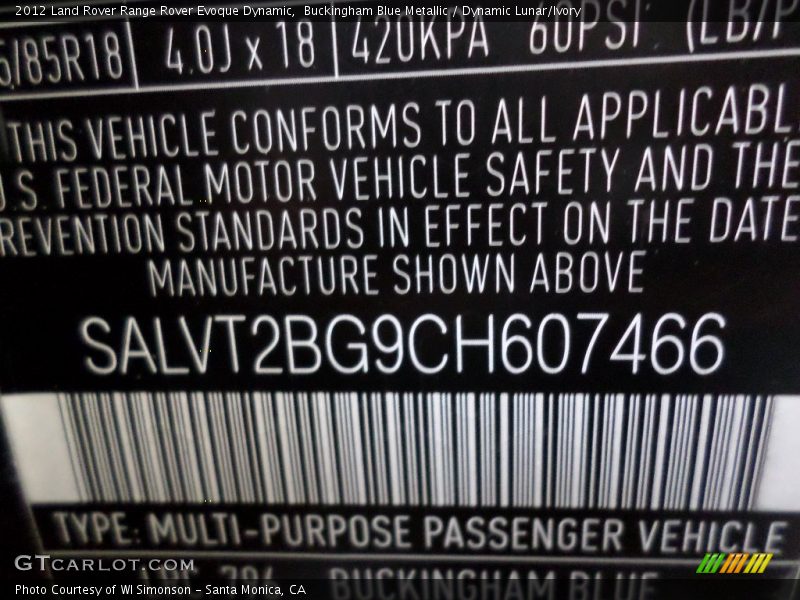 2012 Land Rover Range Rover Evoque Dynamic, Buckingham Blue Metallic / Dynamic Lunar/Ivory
5/85R18 4.0J x 18 420KPA 60PSI (LB/P
THIS VEHICLE CONFORMS TO ALL APPLICABL
U.S. FEDERAL MOTOR VEHICLE SAFETY AND THE
REVENTION STANDARDS IN EFFECT ON THE DATE
MANUFACTURE SHOWN ABOVE
SALVT2BG9CH607466
TYPE: MULTI-PURPOSE PASSENGER VEHICLE
BUCKINGHAM BLUE
GTCARLOT.COM
Photo Courtesy of WI Simonson - Santa Monica, CA